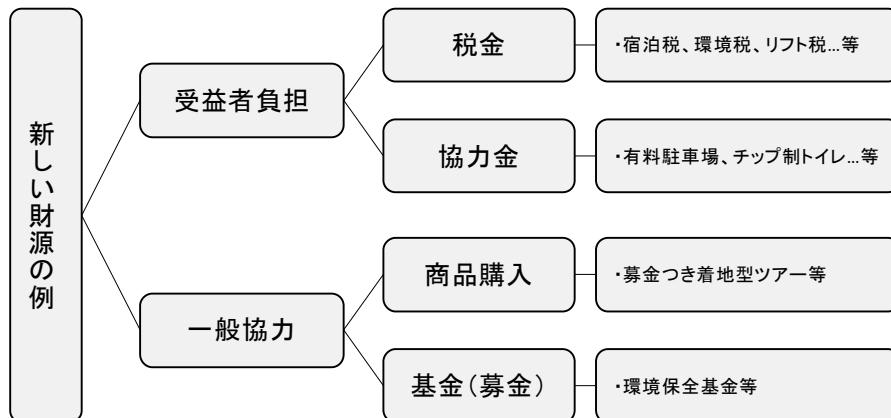 新しい財源の例
受益者負担
税金
・宿泊税、環境税、リフト税…等
協力金
・有料駐車場、チップ制トイレ…等
一般協力
商品購入
・募金つき着地型ツアー等
基金（募金）
・環境保全基金等